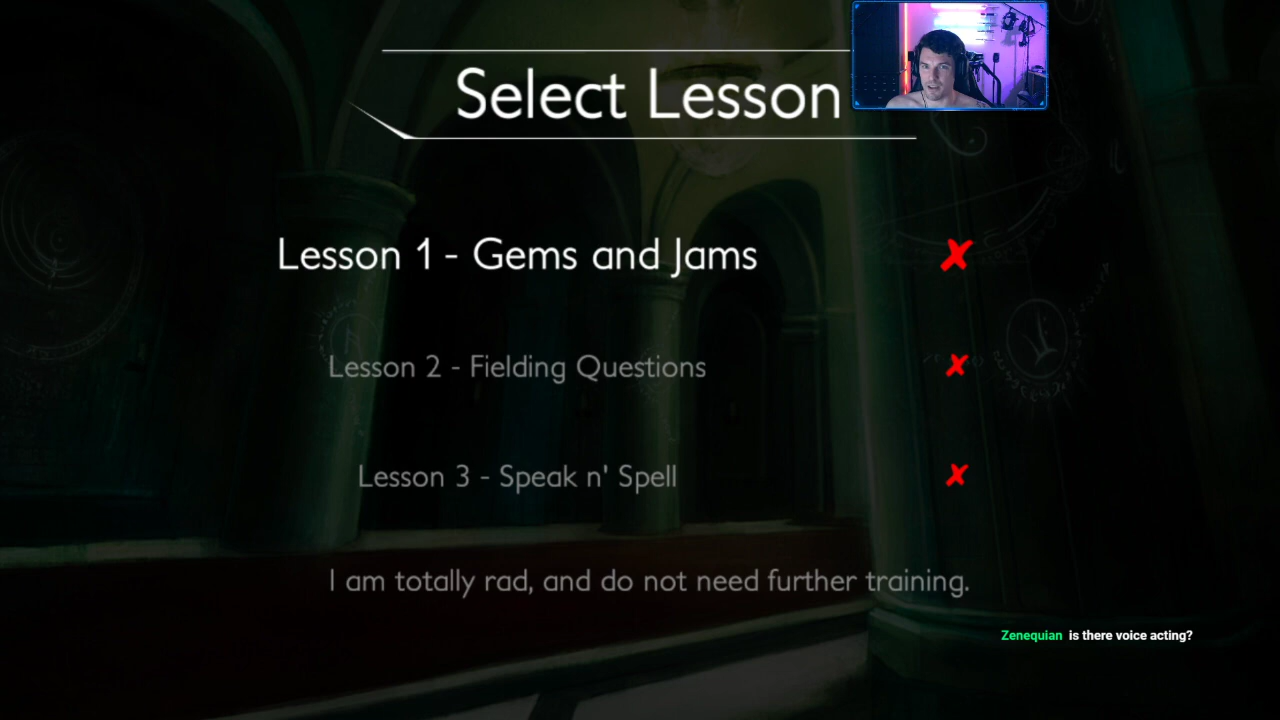 Select Lesson
Lesson 1 - Gems and Jams
Lesson 2 - Fielding Questions
Lesson 3 - Speak n' Spell
I am totally rad, and do not need further training.
Zenequian is there voice acting?